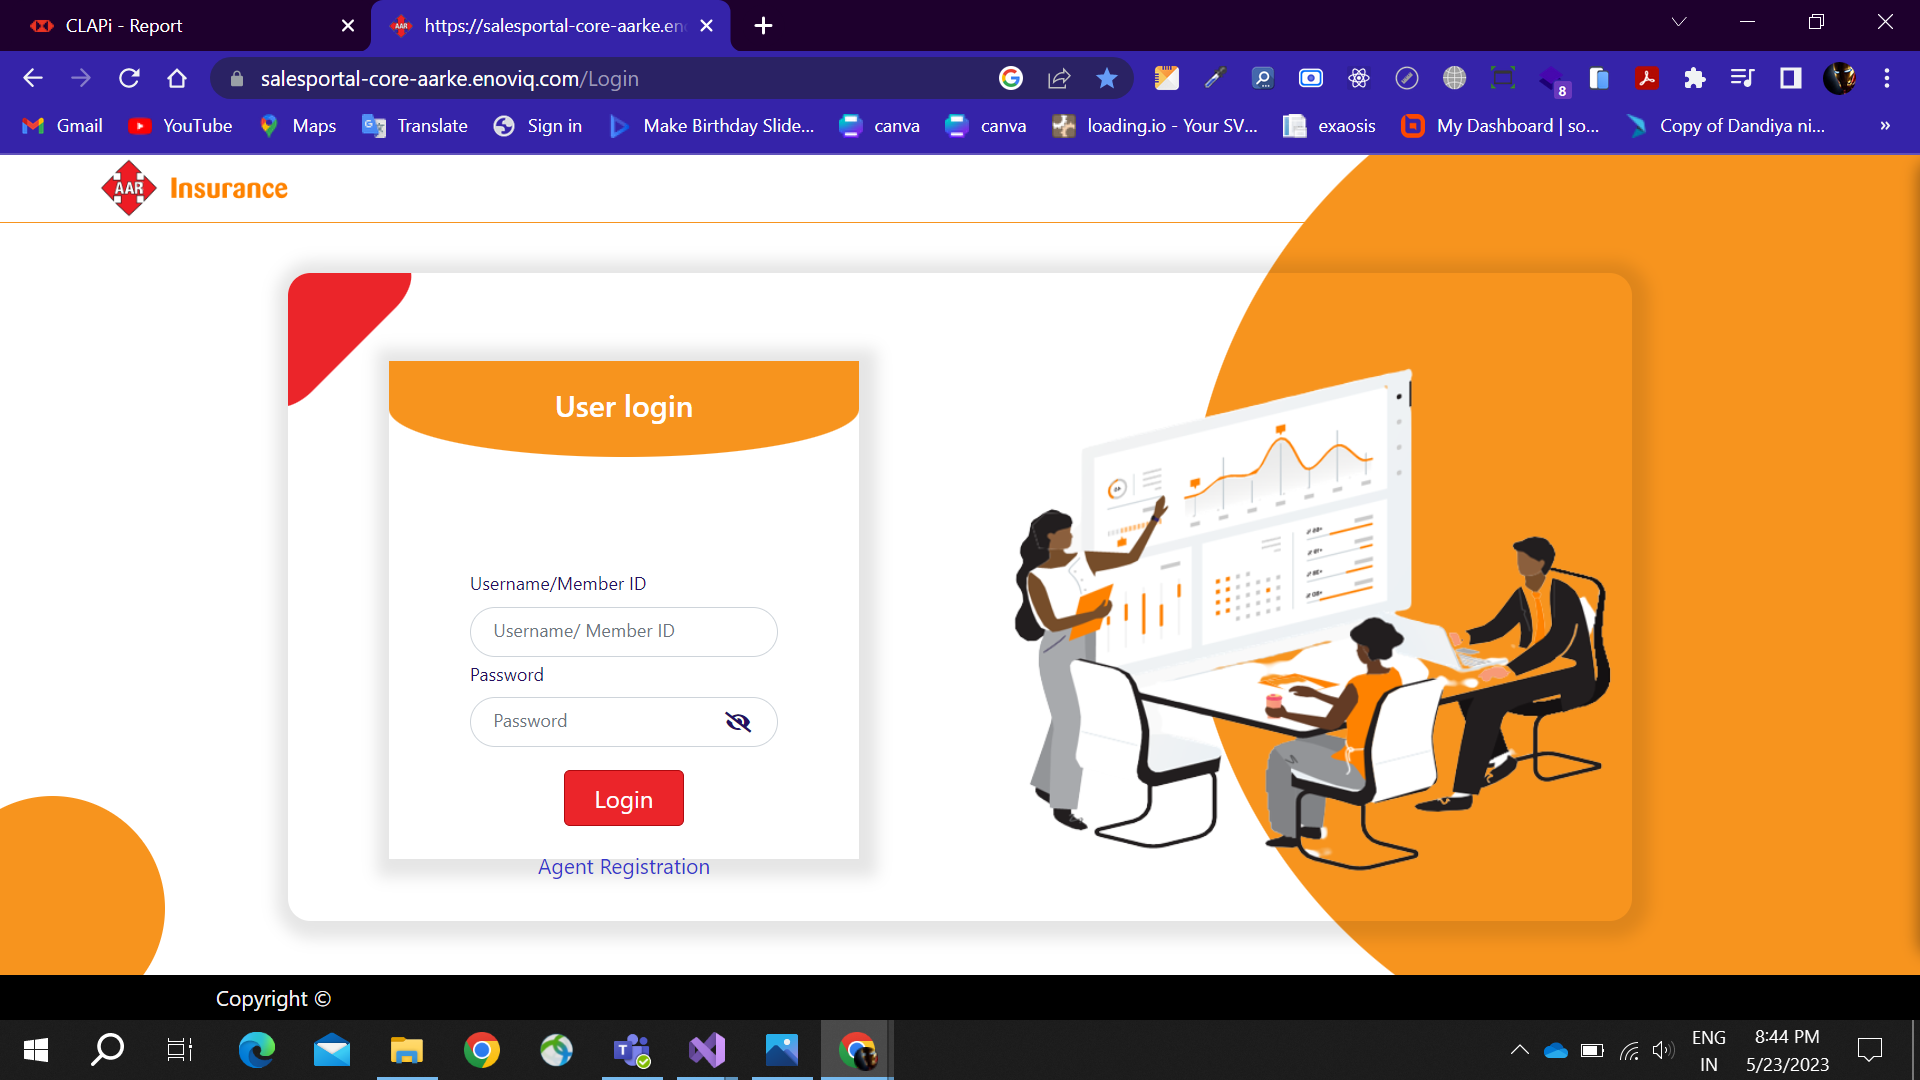 CLAPi - Report
https://salesportal-core-aarke.en
salesportal-core-aarke.enoviq.com/Login
8
Gmail
YouTube
Maps
Translate
Sign in
Make Birthday Slide...
canva
canva
loading.io - Your SV...
exaosis
My Dashboard | so...
Copy of Dandiya ni...
»
AAR Insurance
User login
Username/Member ID
Username/ Member ID
Password
Password
Login
Agent Registration
Copyright ©
ENG
IN
8:44 PM
5/23/2023